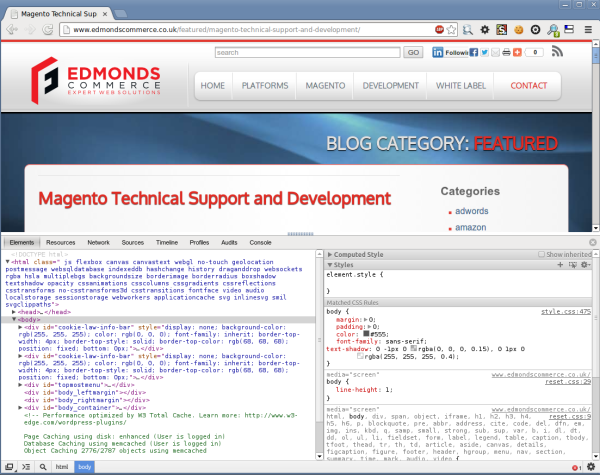 Magento Technical Sup
www.edmondscommerce.co.uk/featured/magento-technical-support-and-development/
search GO Followin 0
EDMONDS
COMMERCE
EXPERT WEB SOLUTIONS
HOME PLATFORMS MAGENTO DEVELOPMENT WHITE LABEL CONTACT
BLOG CATEGORY: FEATURED
Magento Technical Support and Development
Categories
adwords
amazon
Elements Resources Network Sources Timeline Profiles Audits Console
<!DOCTYPE html>
▼<html class=" js flexbox canvas canvastext webgl no-touch geolocation
postmessage websqldatabase indexeddb hashchange history draganddrop websockets
rgba hsla multiplebgs backgroundsize borderimage borderradius boxshadow
textshadow opacity cssanimations csscolumns cssgradients cssreflections
csstransforms no-csstransforms3d csstransitions fontface video audio
localstorage sessionstorage webworkers applicationcache svg inlinesvg smil
svgclippaths">
▶<head>…</head>
▼<body>
▶<div id="cookie-law-info-bar" style="display: none; background-color:
rgb(255, 255, 255); color: rgb(0, 0, 0); font-family: inherit; border-top-
width: 4px; border-top-style: solid; border-top-color: rgb(68, 68, 68);
position: fixed; bottom: 0px;">…</div>
▶<div id="cookie-law-info-bar" style="display: none; background-color:
rgb(255, 255, 255); color: rgb(0, 0, 0); font-family: inherit; border-top-
width: 4px; border-top-style: solid; border-top-color: rgb(68, 68, 68);
position: fixed; bottom: 0px;">…</div>
▶<div id="topmostmenu">…</div>
<div id="body_leftmargin"></div>
<div id="body_rightmargin"></div>
▶<div id="body_container">…</div>
<!-- Performance optimized by W3 Total Cache. Learn more: http://www.w3-
edge.com/wordpress-plugins/
Page Caching using disk: enhanced (User is logged in)
Database Caching using memcached (User is logged in)
Object Caching 2776/2787 objects using memcached
▶ Computed Style Show inherited
▼ Styles
element.style {
}
Matched CSS Rules
body { style.css:475
margin:▶0;
padding:▶0;
color: #555;
font-family: sans-serif;
text-shadow: 0 -1px 0 rgba(0, 0, 0, 0.15), 0 1px 0
rgba(255, 255, 255, 0.4);
}
media="screen" www.edmondscommerce.co.uk/
body { reset.css:29
line-height: 1;
}
media="screen" www.edmondscommerce.co.uk/
html, body, div, span, object, iframe, h1, h2, h3, h4, reset.css:9
h5, h6, p, blockquote, pre, abbr, address, cite, code, del, dfn, em,
img, ins, kbd, q, samp, small, strong, sub, sup, var, b, i, dl, dt,
dd, ol, ul, li, fieldset, form, label, legend, table, caption, tbody,
tfoot, thead, tr, th, td, article, aside, canvas, details,
figcaption, figure, footer, header, hgroup, menu, nav, section,
summary, time, mark, audio, video {
html body 1